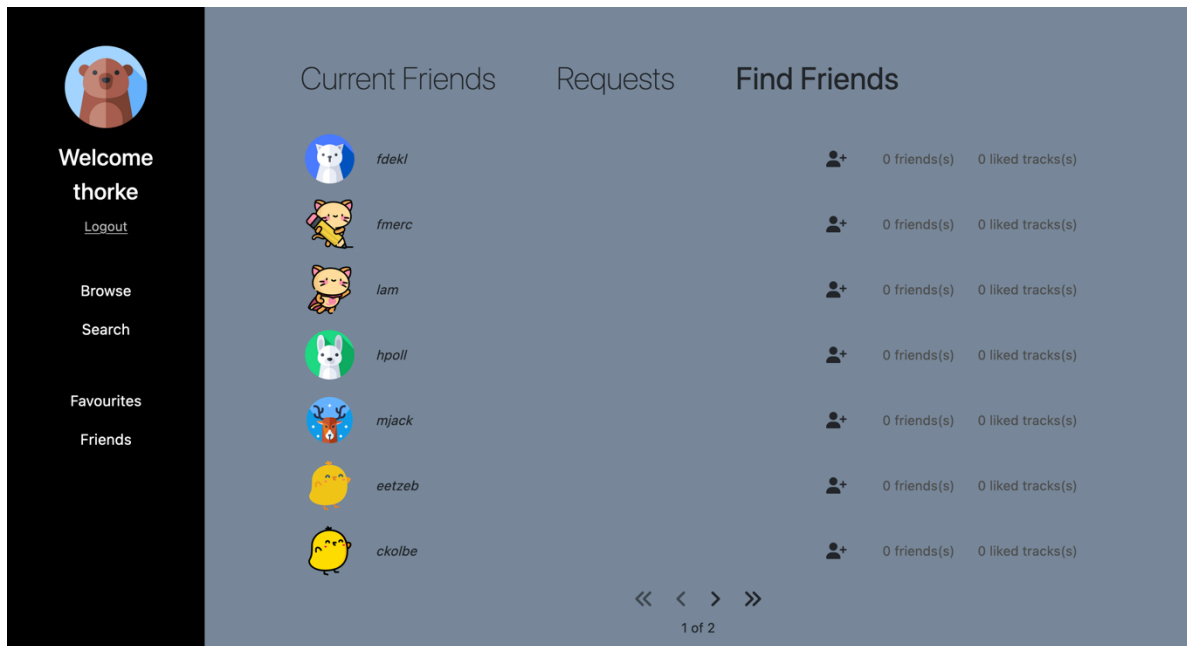 Welcome
thorke
Logout
Browse
Search
Favourites
Friends
Current Friends Requests Find Friends
fdekl 0 friends(s) 0 liked tracks(s)
fmerc 0 friends(s) 0 liked tracks(s)
lam 0 friends(s) 0 liked tracks(s)
hpoll 0 friends(s) 0 liked tracks(s)
mjack 0 friends(s) 0 liked tracks(s)
eetzeb 0 friends(s) 0 liked tracks(s)
ckolbe 0 friends(s) 0 liked tracks(s)
1 of 2